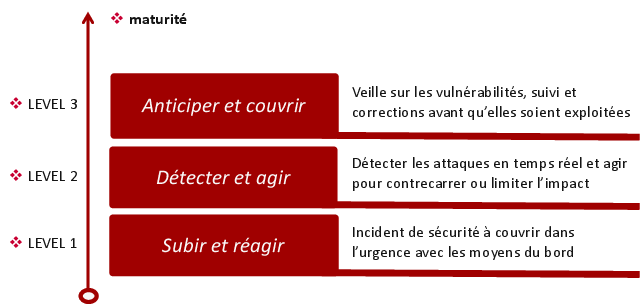 maturité
LEVEL 3
Anticiper et couvrir
Veille sur les vulnérabilités, suivi et
corrections avant qu’elles soient exploitées
LEVEL 2
Détecter et agir
Détecter les attaques en temps réel et agir
pour contrecarrer ou limiter l’impact
LEVEL 1
Subir et réagir
Incident de sécurité à couvrir dans
l’urgence avec les moyens du bord